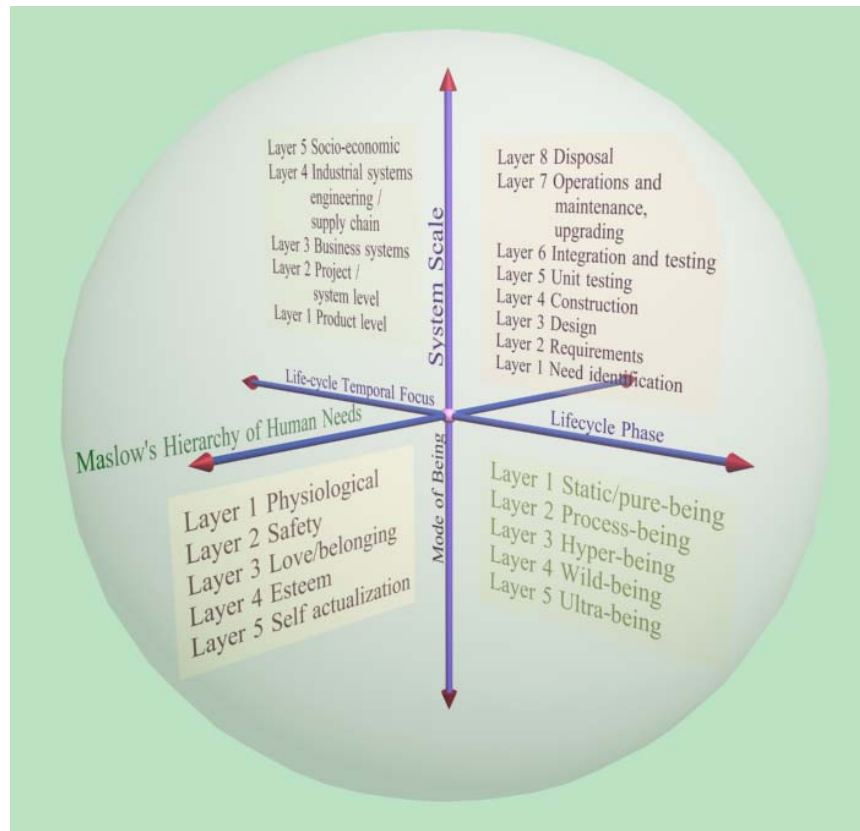 Layer 5 Socio-economic
Layer 4 Industrial systems
engineering /
supply chain
Layer 3 Business systems
Layer 2 Project /
system level
Layer 1 Product level
System Scale
Layer 8 Disposal
Layer 7 Operations and
maintenance,
upgrading
Layer 6 Integration and testing
Layer 5 Unit testing
Layer 4 Construction
Layer 3 Design
Layer 2 Requirements
Layer 1 Need identification
Life-cycle Temporal Focus
Maslow's Hierarchy of Human Needs
Lifecycle Phase
Mode of Being
Layer 1 Physiological
Layer 2 Safety
Layer 3 Love/belonging
Layer 4 Esteem
Layer 5 Self actualization
Layer 1 Static/pure-being
Layer 2 Process-being
Layer 3 Hyper-being
Layer 4 Wild-being
Layer 5 Ultra-being